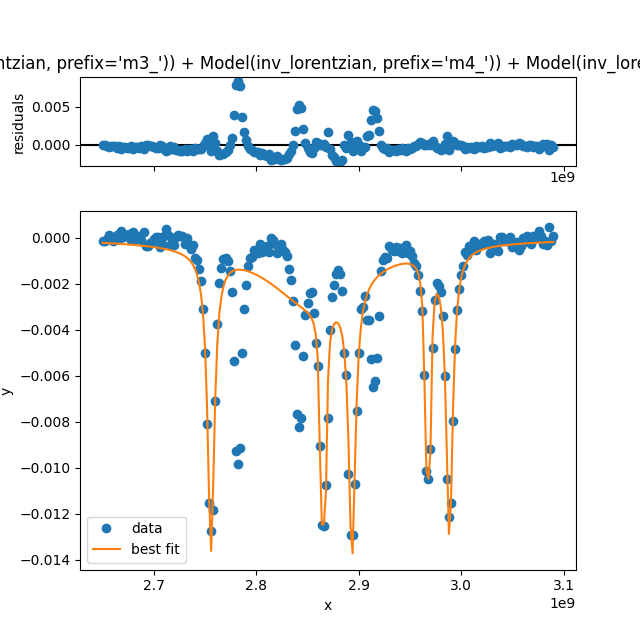 ntzian, prefix='m3_')) + Model(inv_lorentzian, prefix='m4_')) + Model(inv_lore
residuals
0.005
0.000
1e9
y
0.000
−0.002
−0.004
−0.006
−0.008
−0.010
−0.012
−0.014
data
best fit
2.7
2.8
2.9
3.0
3.1
x
1e9